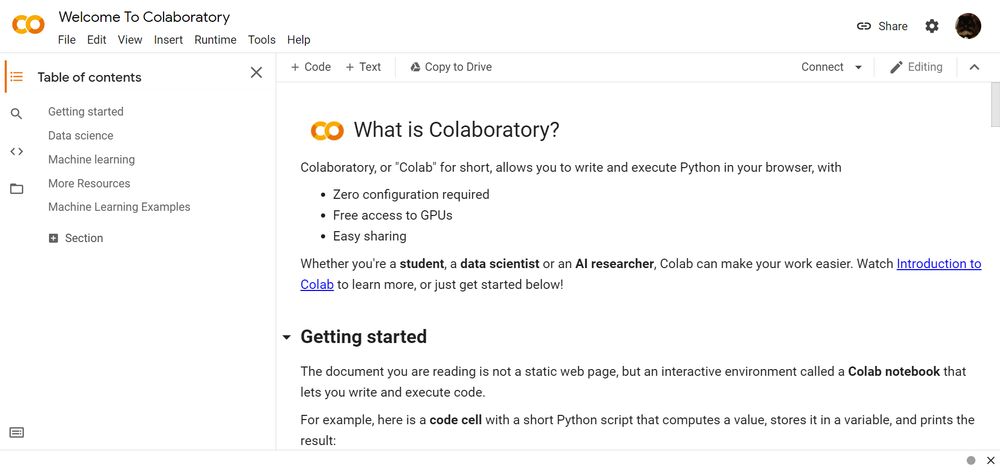 Welcome To Colaboratory
File Edit View Insert Runtime Tools Help
Share
Table of contents
Getting started
Data science
Machine learning
More Resources
Machine Learning Examples
Section
+ Code + Text Copy to Drive
Connect Editing
CO What is Colaboratory?
Colaboratory, or "Colab" for short, allows you to write and execute Python in your browser, with
• Zero configuration required
• Free access to GPUs
• Easy sharing
Whether you're a student, a data scientist or an AI researcher, Colab can make your work easier. Watch Introduction to
Colab to learn more, or just get started below!
Getting started
The document you are reading is not a static web page, but an interactive environment called a Colab notebook that
lets you write and execute code.
For example, here is a code cell with a short Python script that computes a value, stores it in a variable, and prints the
result: